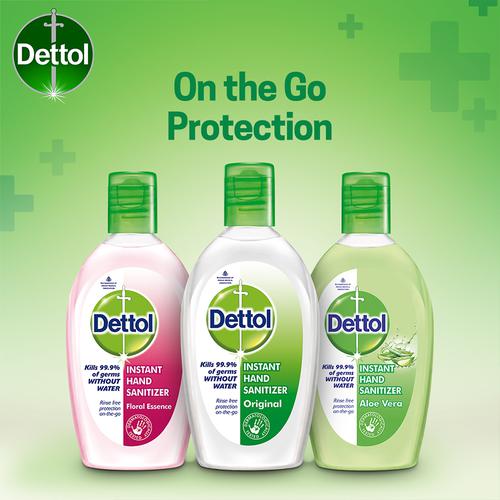 Dettol
On the Go
Protection
Dettol
Kills 99.9%
of germs
WITHOUT
WATER
Rinse free
protection
on-the-go
INSTANT
HAND
SANITIZER
Floral Essence
Dettol
Kills 99.9%
of germs
WITHOUT
WATER
Rinse free
protection
on-the-go
INSTANT
HAND
SANITIZER
Original
Dettol
Kills 99.9%
of germs
WITHOUT
WATER
Rinse free
protection
on-the-go
INSTANT
HAND
SANITIZER
Aloe Vera